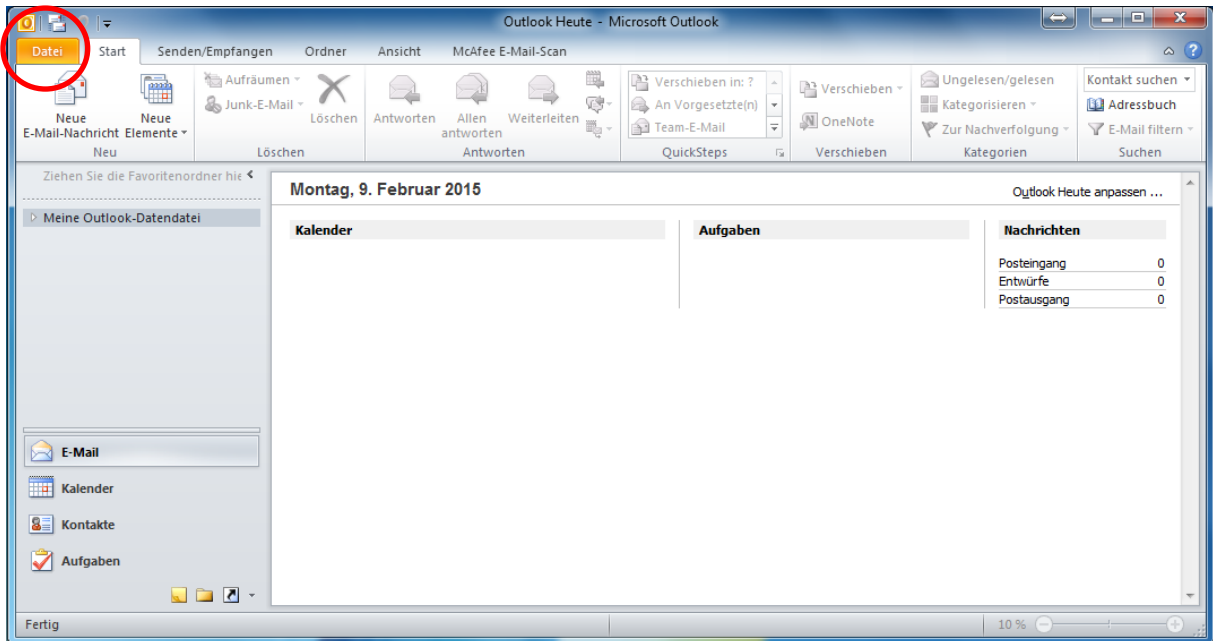 Outlook Heute - Microsoft Outlook
Datei Start Senden/Empfangen Ordner Ansicht McAfee E-Mail-Scan
Neue E-Mail-Nachricht
Neue Elemente
Neu
Aufräumen
Junk-E-Mail
Löschen
Löschen
Antworten
Allen antworten
Weiterleiten
Antworten
Verschieben in: ?
An Vorgesetzte(n)
Team-E-Mail
QuickSteps
Verschieben
OneNote
Verschieben
Ungelesen/gelesen
Kategorisieren
Zur Nachverfolgung
Kategorien
Kontakt suchen
Adressbuch
E-Mail filtern
Suchen
Ziehen Sie die Favoritenordner hie
Meine Outlook-Datendatei
Montag, 9. Februar 2015
Outlook Heute anpassen ...
Kalender Aufgaben Nachrichten
Posteingang 0
Entwürfe 0
Postausgang 0
E-Mail
Kalender
Kontakte
Aufgaben
Fertig
10 %